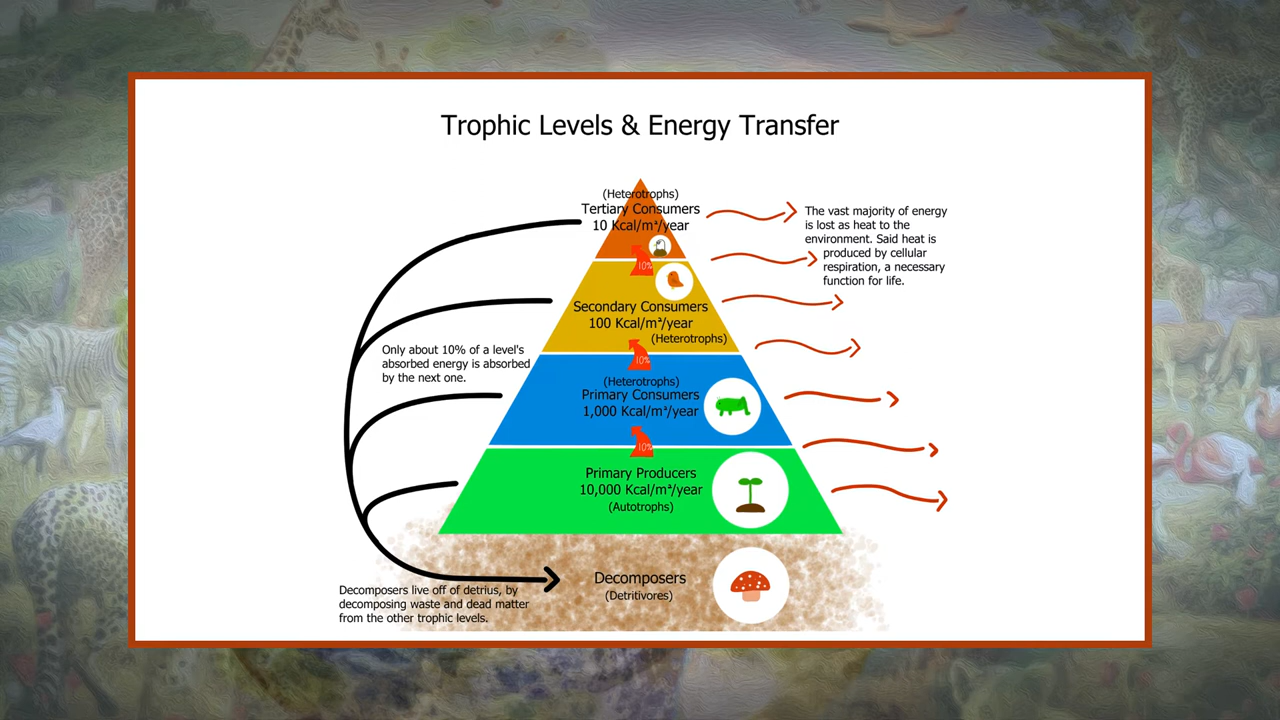 Trophic Levels & Energy Transfer
(Heterotrophs)
Tertiary Consumers
10 Kcal/m²/year
10%
Secondary Consumers
100 Kcal/m²/year
(Heterotrophs)
10%
(Heterotrophs)
Primary Consumers
1,000 Kcal/m²/year
10%
Primary Producers
10,000 Kcal/m²/year
(Autotrophs)
Decomposers
(Detritivores)
The vast majority of energy
is lost as heat to the
environment. Said heat is
produced by cellular
respiration, a necessary
function for life.
Only about 10% of a level's
absorbed energy is absorbed
by the next one.
Decomposers live off of detrius, by
decomposing waste and dead matter
from the other trophic levels.